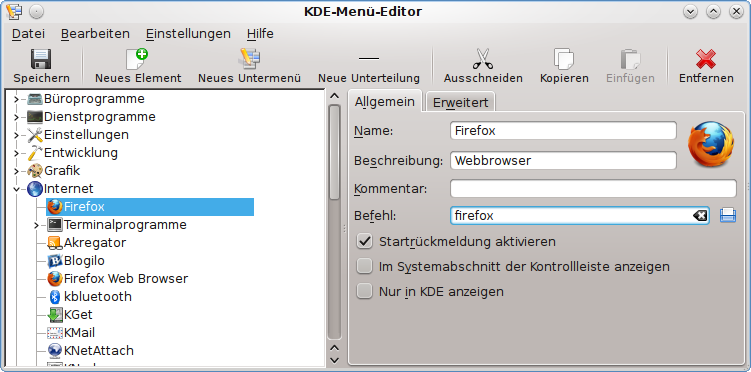 KDE-Menü-Editor
Datei Bearbeiten Einstellungen Hilfe
Speichern Neues Element Neues Untermenü Neue Unterteilung Ausschneiden Kopieren Einfügen Entfernen
Büroprogramme
Dienstprogramme
Einstellungen
Entwicklung
Grafik
Internet
Firefox
Terminalprogramme
Akregator
Blogilo
Firefox Web Browser
kbluetooth
KGet
KMail
KNetAttach
Allgemein Erweitert
Name: Firefox
Beschreibung: Webbrowser
Kommentar:
Befehl: firefox
Startrückmeldung aktivieren
Im Systemabschnitt der Kontrollleiste anzeigen
Nur in KDE anzeigen